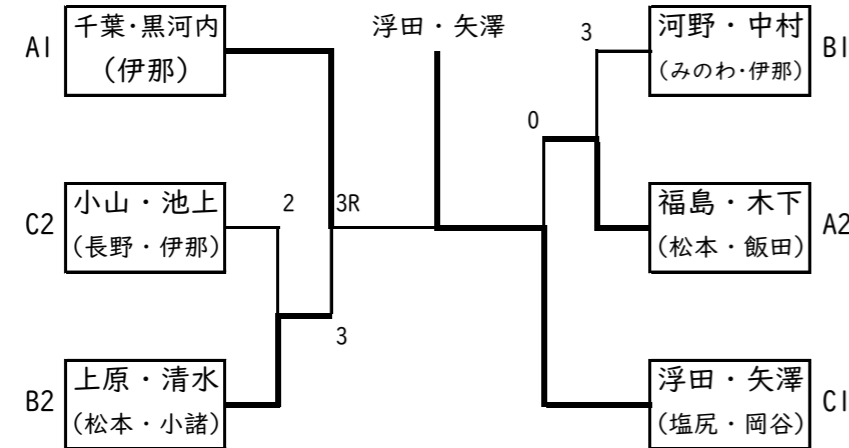 A1
千葉・黒河内
(伊那)
C2
小山・池上
(長野・伊那)
B2
上原・清水
(松本・小諸)
2
3R
3
浮田・矢澤
0
3
河野・中村
(みのわ・伊那)
B1
福島・木下
(松本・飯田)
A2
浮田・矢澤
(塩尻・岡谷)
C1